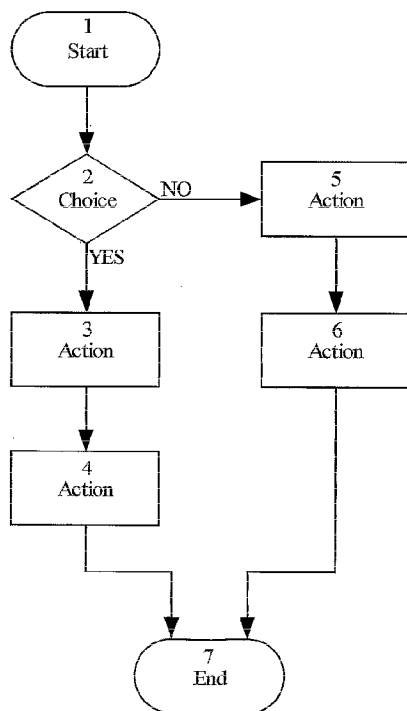 1
Start
2
Choice
NO
YES
5
Action
3
Action
6
Action
4
Action
7
End